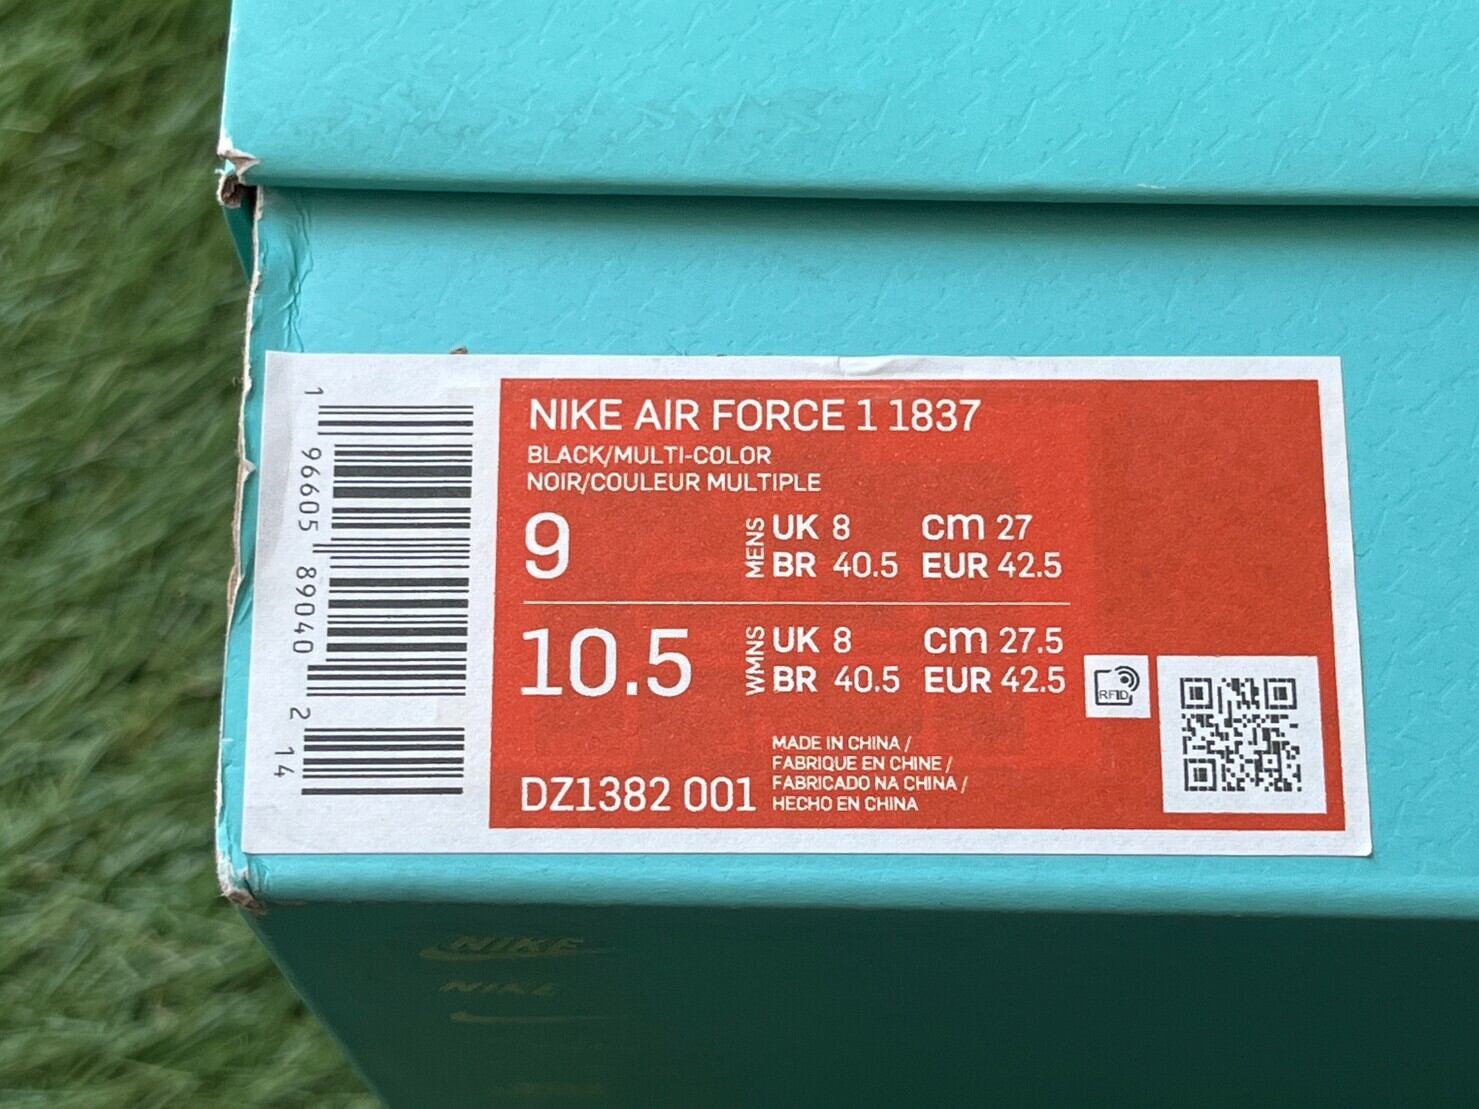 1 96605 89040 2 14
NIKE AIR FORCE 1 1837
BLACK/MULTI-COLOR
NOIR/COULEUR MULTIPLE
9 MENS UK 8 cm 27
BR 40.5 EUR 42.5
10.5 WMNS UK 8 cm 27.5
BR 40.5 EUR 42.5
RFID
MADE IN CHINA /
FABRIQUE EN CHINE /
FABRICADO NA CHINA /
HECHO EN CHINA
DZ1382 001
NIKE
NIKE